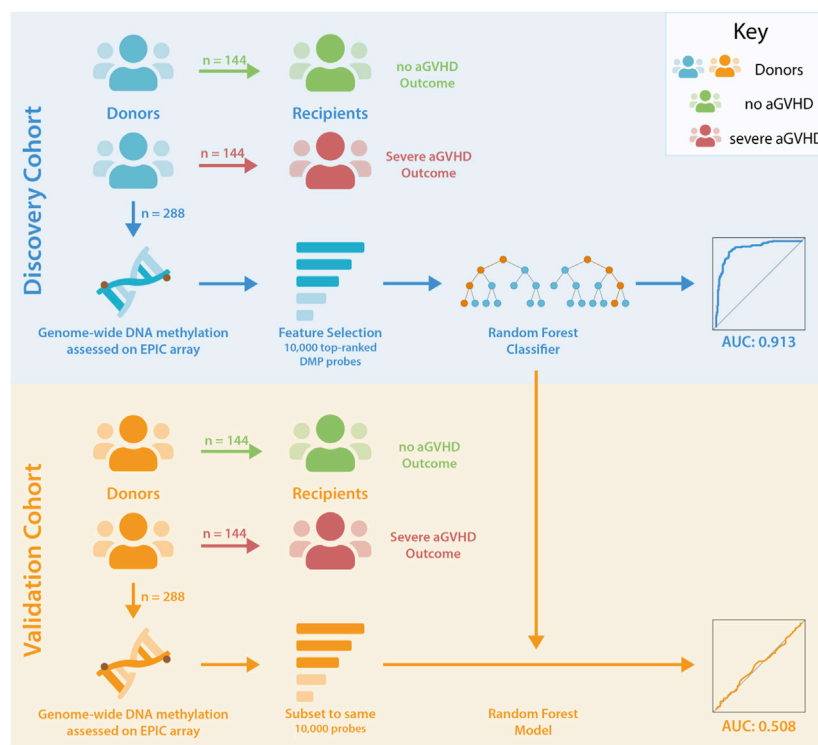 Key
Donors
no aGVHD
severe aGVHD
Discovery Cohort
n = 144
no aGVHD
Outcome
Donors
Recipients
n = 144
Severe aGVHD
Outcome
n = 288
Genome-wide DNA methylation
assessed on EPIC array
Feature Selection
10,000 top-ranked
DMP probes
Random Forest
Classifier
AUC: 0.913
Validation Cohort
n = 144
no aGVHD
Outcome
Donors
Recipients
n = 144
Severe aGVHD
Outcome
n = 288
Genome-wide DNA methylation
assessed on EPIC array
Subset to same
10,000 probes
Random Forest
Model
AUC: 0.508